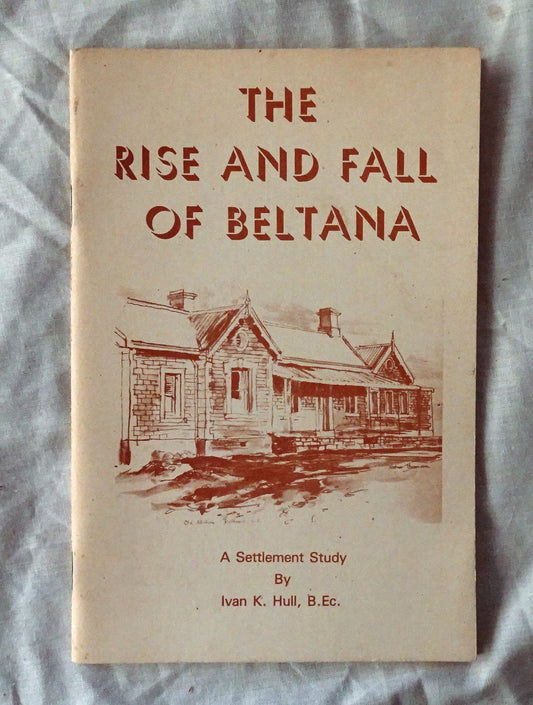 THE
RISE AND FALL
OF BELTANA
A Settlement Study
By
Ivan K. Hull, B.Ec.